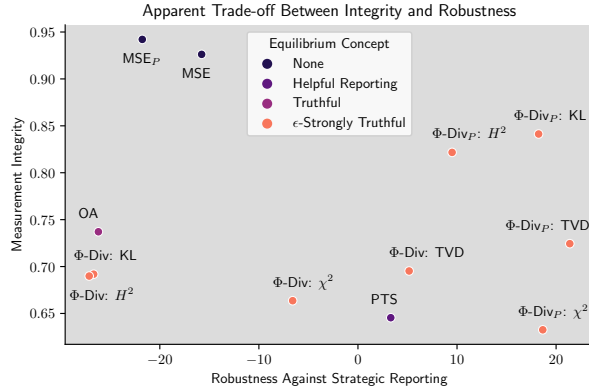 Apparent Trade-off Between Integrity and Robustness
Measurement Integrity
0.95
0.90
0.85
0.80
0.75
0.70
0.65
Equilibrium Concept
None
Helpful Reporting
Truthful
ϵ-Strongly Truthful
MSE_P
MSE
Φ-Div_P: KL
Φ-Div_P: H²
OA
Φ-Div_P: TVD
Φ-Div: KL
Φ-Div: TVD
Φ-Div: H²
Φ-Div: χ²
PTS
Φ-Div_P: χ²
−20
−10
0
10
20
Robustness Against Strategic Reporting